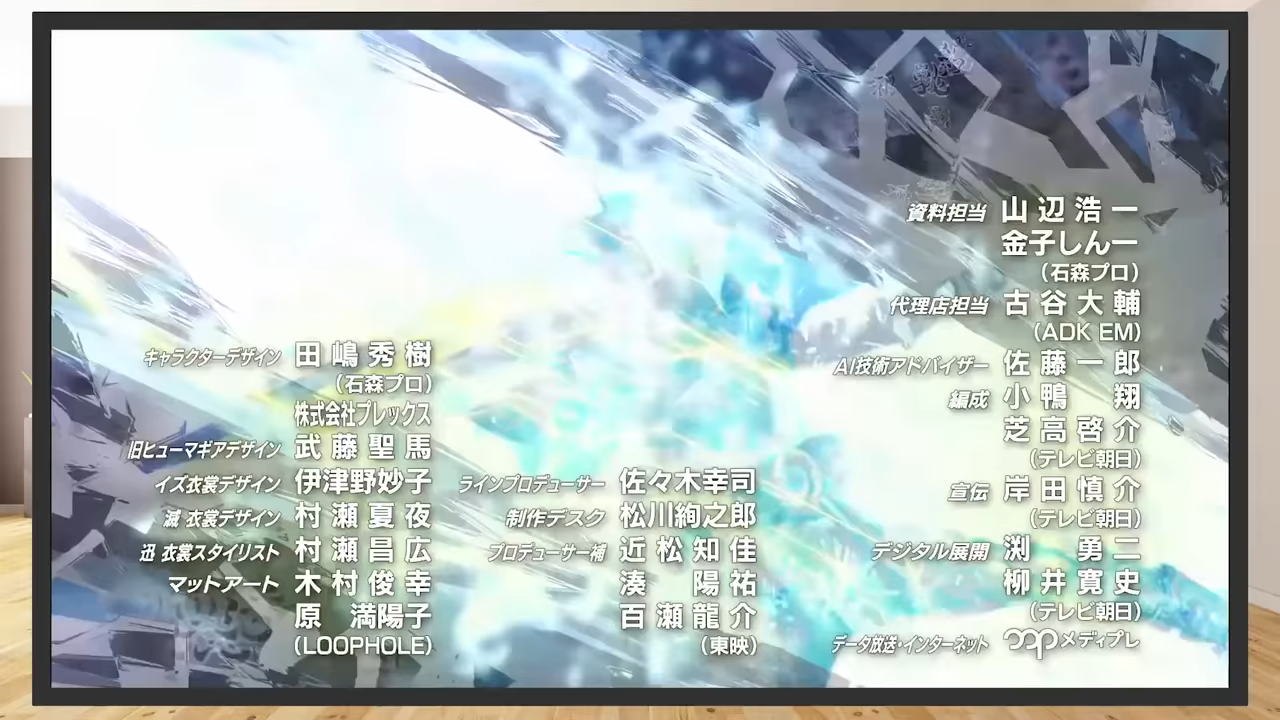 キャラクターデザイン 田嶋秀樹
(石森プロ)
株式会社プレックス
旧ヒューマギアデザイン 武藤聖馬
イズ衣裳デザイン 伊津野妙子
滅 衣裳デザイン 村瀬夏夜
迅 衣裳スタイリスト 村瀬昌広
マットアート 木村俊幸
原 満陽子
(LOOPHOLE)
ラインプロデューサー 佐々木幸司
制作デスク 松川絢之郎
プロデューサー補 近松知佳
湊 陽祐
百瀬龍介
(東映)
資料担当 山辺浩一
金子しん一
(石森プロ)
代理店担当 古谷大輔
(ADK EM)
AI技術アドバイザー 佐藤一郎
編成 小鴨 翔
芝高啓介
(テレビ朝日)
宣伝 岸田慎介
(テレビ朝日)
デジタル展開 渕 勇二
柳井寛史
(テレビ朝日)
データ放送・インターネット メディプレ